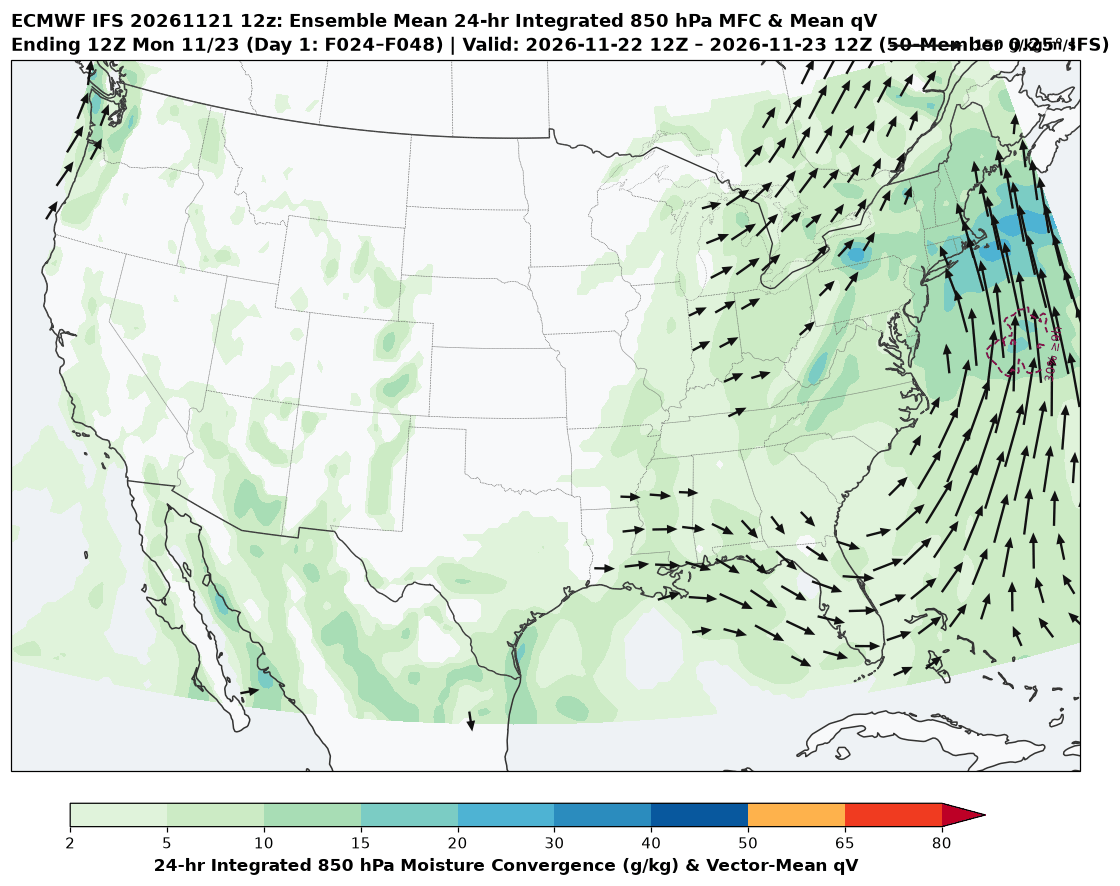 ECMWF IFS 20261121 12z: Ensemble Mean 24-hr Integrated 850 hPa MFC & Mean qV
Ending 12Z Mon 11/23 (Day 1: F024–F048) | Valid: 2026-11-22 12Z – 2026-11-23 12Z (50-Member 0.25° IFS)
150 g/kg·m/s
2 5 10 15 20 30 40 50 65 80
24-hr Integrated 850 hPa Moisture Convergence (g/kg) & Vector-Mean qV